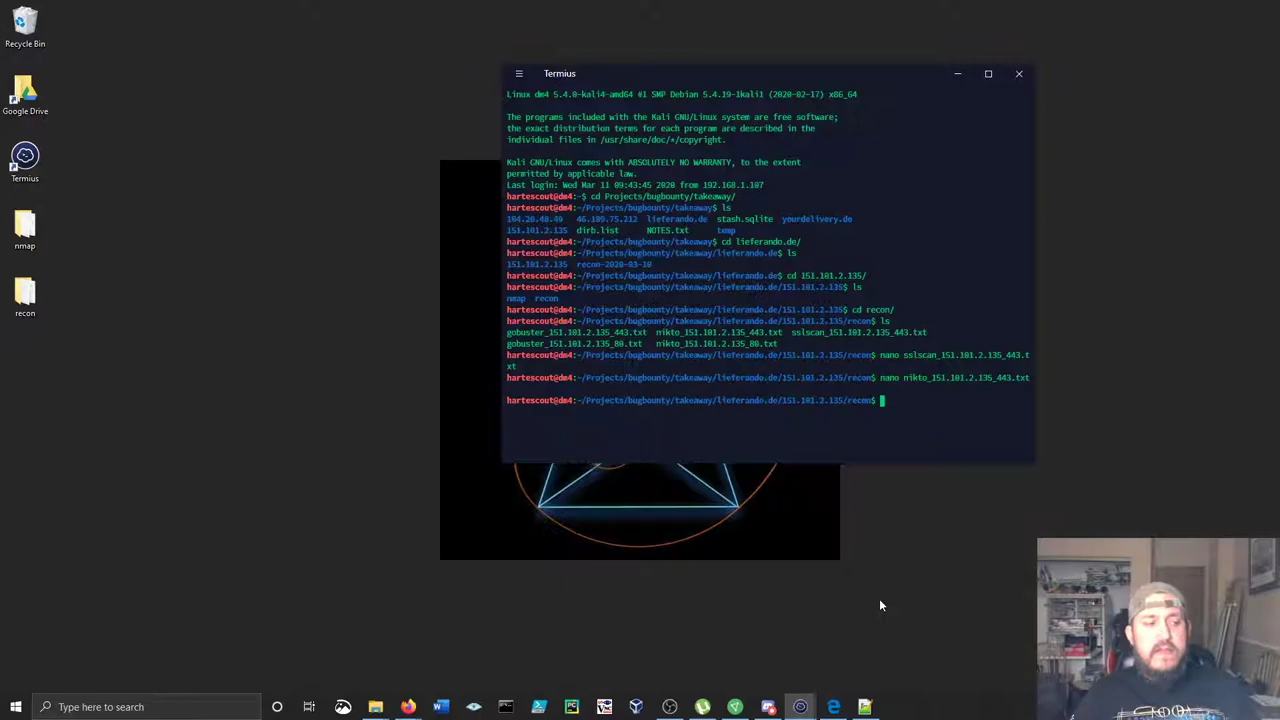 Recycle Bin
Google Drive
Termius
nmap
recon
Termius
Linux dm4 5.4.0-kali4-amd64 #1 SMP Debian 5.4.19-1kali1 (2020-02-17) x86_64
The programs included with the Kali GNU/Linux system are free software;
the exact distribution terms for each program are described in the
individual files in /usr/share/doc/*/copyright.
Kali GNU/Linux comes with ABSOLUTELY NO WARRANTY, to the extent
permitted by applicable law.
Last login: Wed Mar 11 09:43:45 2020 from 192.168.1.107
hartescout@dm4:~$ cd Projects/bugbounty/takeaway/
hartescout@dm4:~/Projects/bugbounty/takeaway$ ls
104.20.48.49 46.189.75.212 lieferando.de stash.sqlite yourdelivery.de
151.101.2.135 dirb.list NOTES.txt txmp
hartescout@dm4:~/Projects/bugbounty/takeaway$ cd lieferando.de/
hartescout@dm4:~/Projects/bugbounty/takeaway/lieferando.de$ ls
151.101.2.135 recon-2020-03-10
hartescout@dm4:~/Projects/bugbounty/takeaway/lieferando.de$ cd 151.101.2.135/
hartescout@dm4:~/Projects/bugbounty/takeaway/lieferando.de/151.101.2.135$ ls
nmap recon
hartescout@dm4:~/Projects/bugbounty/takeaway/lieferando.de/151.101.2.135$ cd recon/
hartescout@dm4:~/Projects/bugbounty/takeaway/lieferando.de/151.101.2.135/recon$ ls
gobuster_151.101.2.135_443.txt nikto_151.101.2.135_443.txt sslscan_151.101.2.135_443.txt
gobuster_151.101.2.135_80.txt nikto_151.101.2.135_80.txt
hartescout@dm4:~/Projects/bugbounty/takeaway/lieferando.de/151.101.2.135/recon$ nano sslscan_151.101.2.135_443.t
xt
hartescout@dm4:~/Projects/bugbounty/takeaway/lieferando.de/151.101.2.135/recon$ nano nikto_151.101.2.135_443.txt
hartescout@dm4:~/Projects/bugbounty/takeaway/lieferando.de/151.101.2.135/recon$
Type here to search